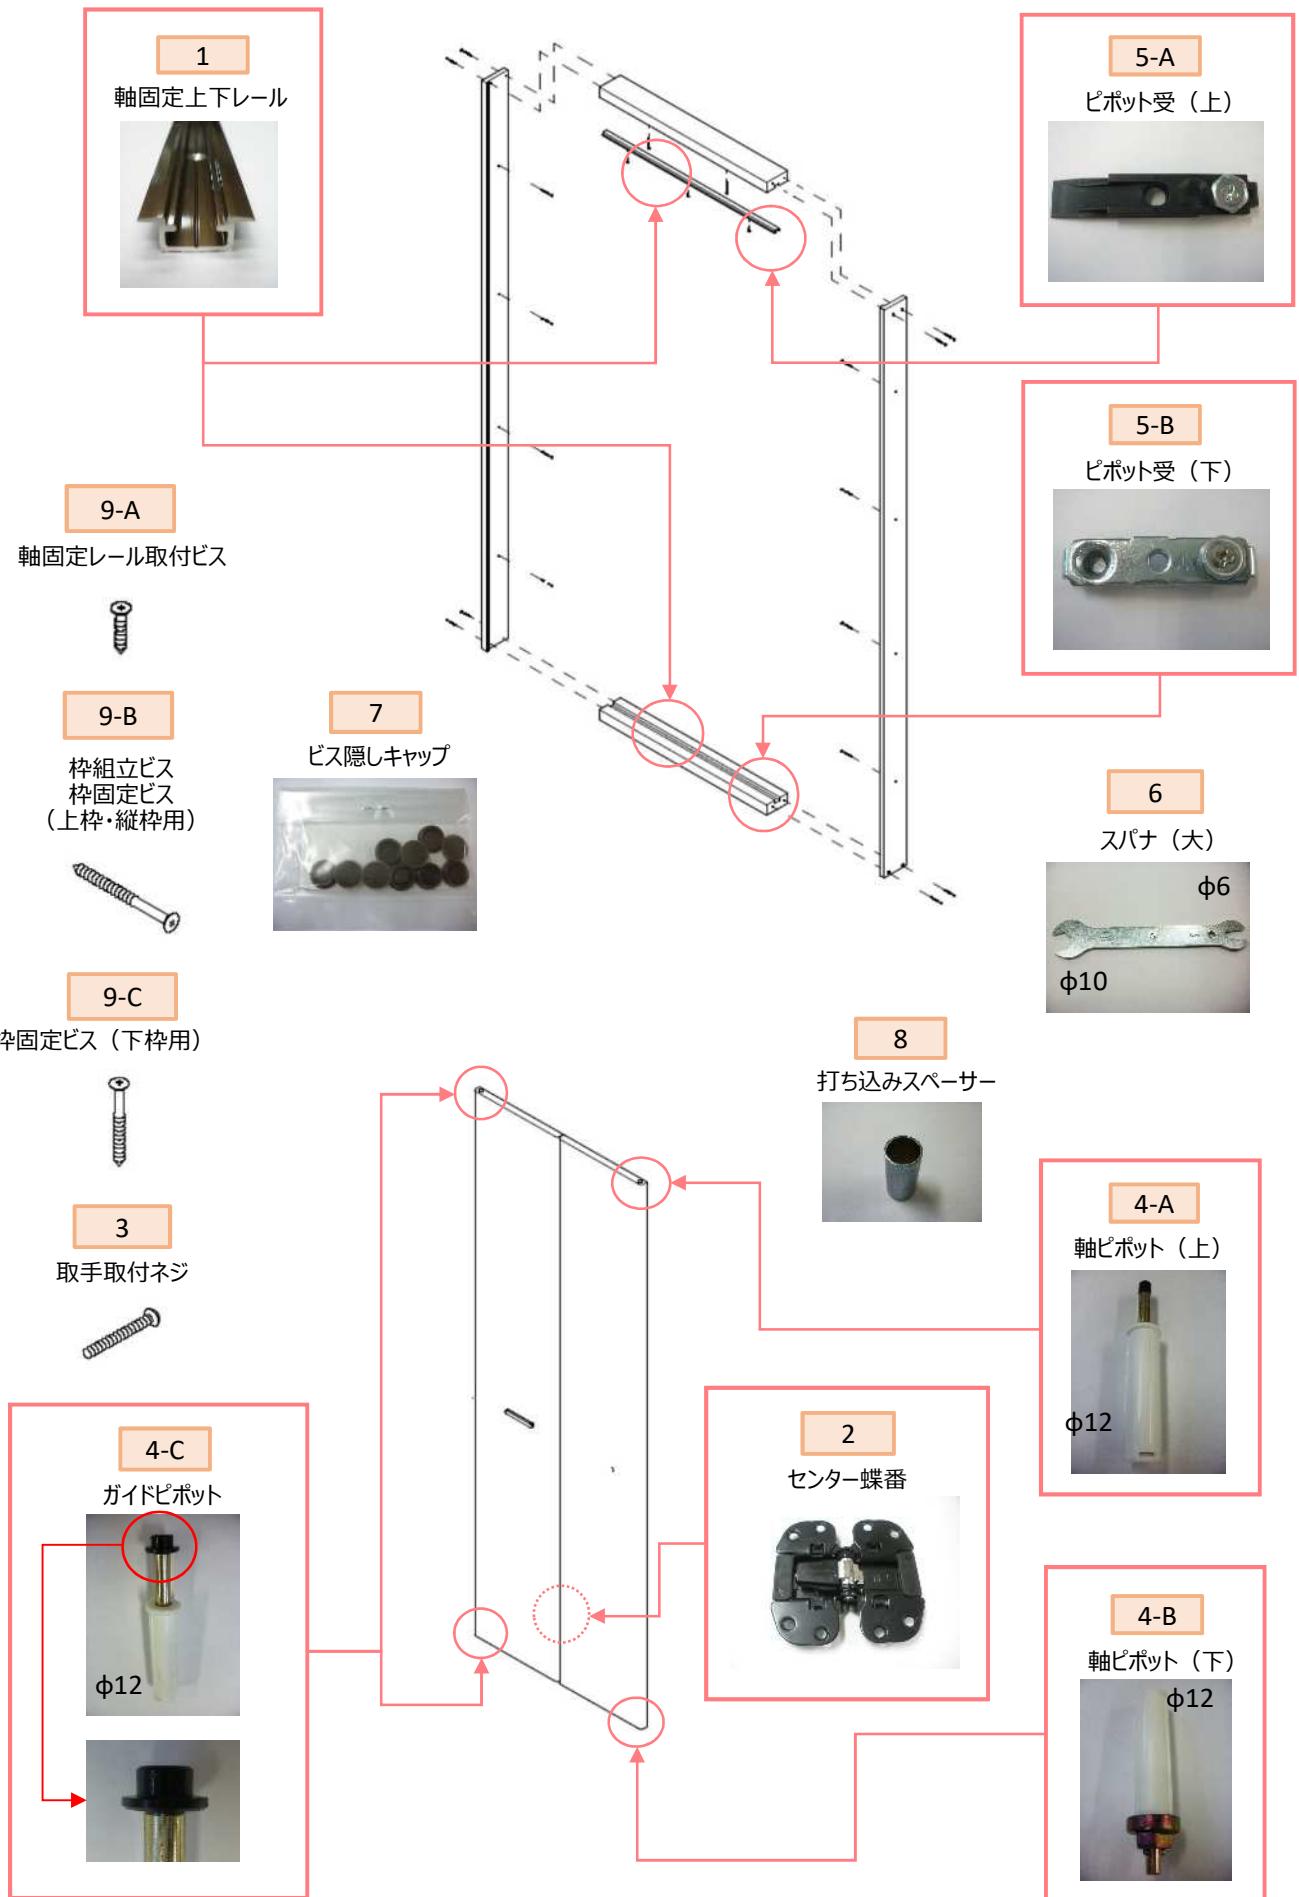 1
軸固定上下レール
5-A
ピポット受（上）
5-B
ピポット受（下）
9-A
軸固定レール取付ビス
9-B
枠組立ビス
枠固定ビス
（上枠・縦枠用）
7
ビス隠しキャップ
6
スパナ（大）
φ6
φ10
9-C
枠固定ビス（下枠用）
8
打ち込みスペーサー
3
取手取付ネジ
4-A
軸ピポット（上）
φ12
4-C
ガイドピポット
φ12
2
センター蝶番
4-B
軸ピポット（下）
φ12